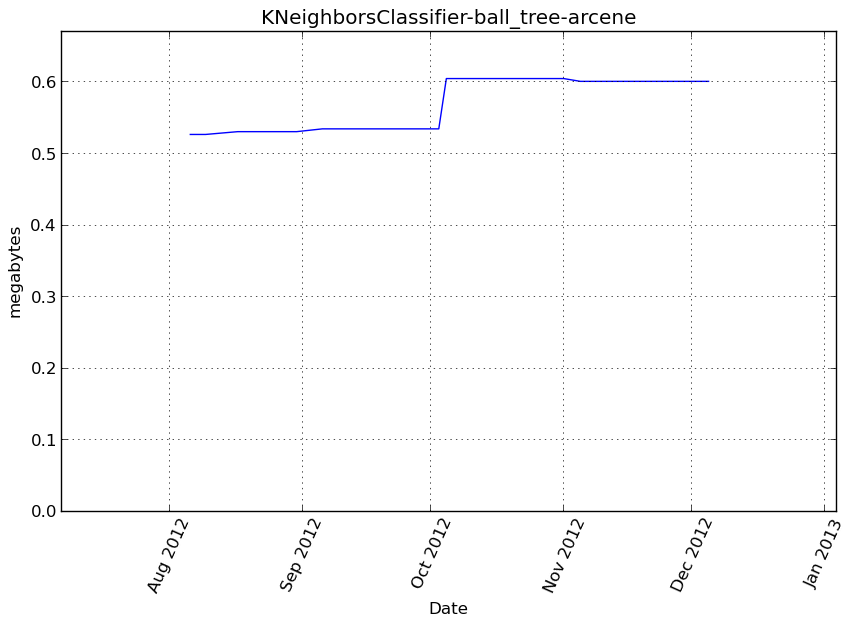 KNeighborsClassifier-ball_tree-arcene
megabytes
0.6
0.5
0.4
0.3
0.2
0.1
0.0
Aug 2012
Sep 2012
Oct 2012
Nov 2012
Dec 2012
Jan 2013
Date